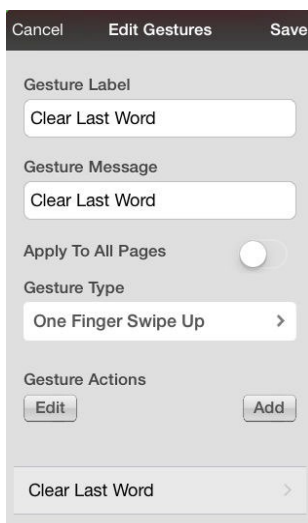 Cancel Edit Gestures Save
Gesture Label
Clear Last Word
Gesture Message
Clear Last Word
Apply To All Pages
Gesture Type
One Finger Swipe Up
Gesture Actions
Edit Add
Clear Last Word